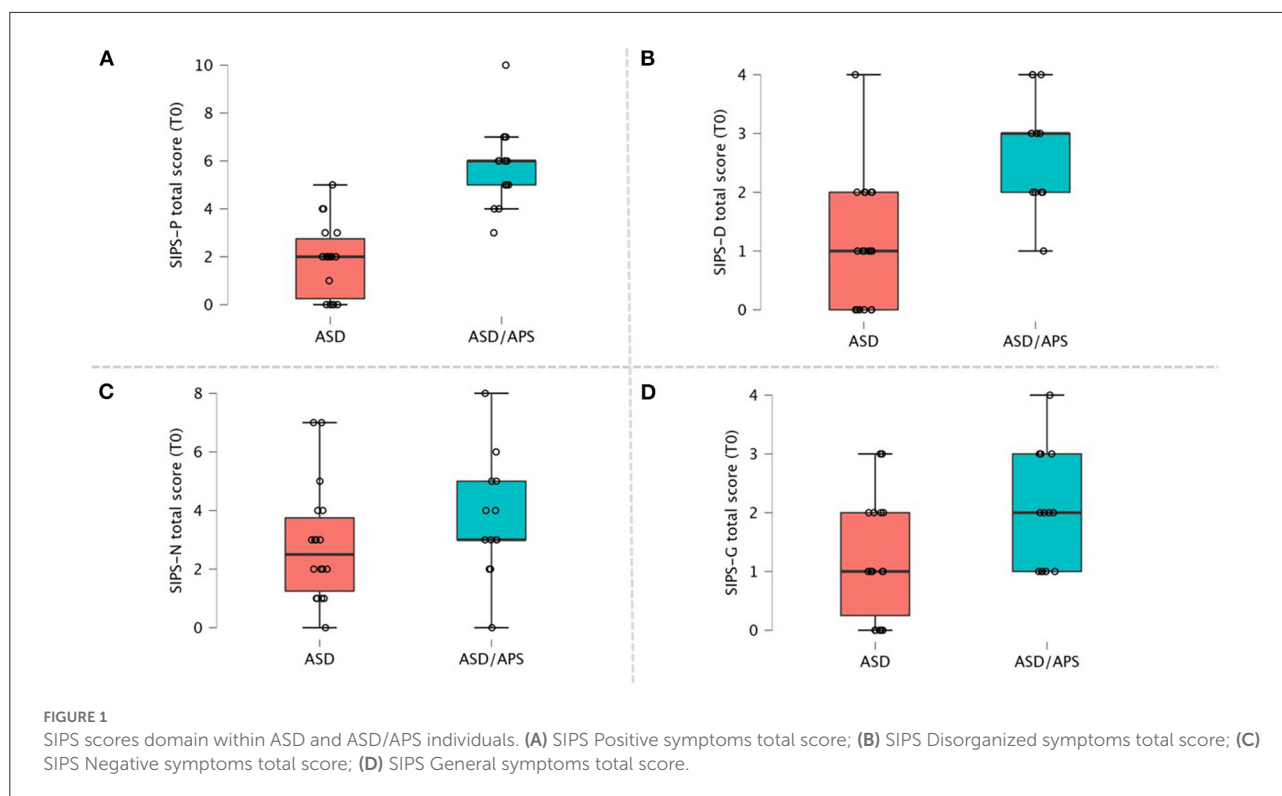 A
SIPS-P total score (T0)
10
8
6
4
2
0
ASD
ASD/APS
B
SIPS-D total score (T0)
4
3
2
1
0
ASD
ASD/APS
C
SIPS-N total score (T0)
8
6
4
2
0
ASD
ASD/APS
D
SIPS-G total score (T0)
4
3
2
1
0
ASD
ASD/APS
FIGURE 1
SIPS scores domain within ASD and ASD/APS individuals. (A) SIPS Positive symptoms total score; (B) SIPS Disorganized symptoms total score; (C)
SIPS Negative symptoms total score; (D) SIPS General symptoms total score.